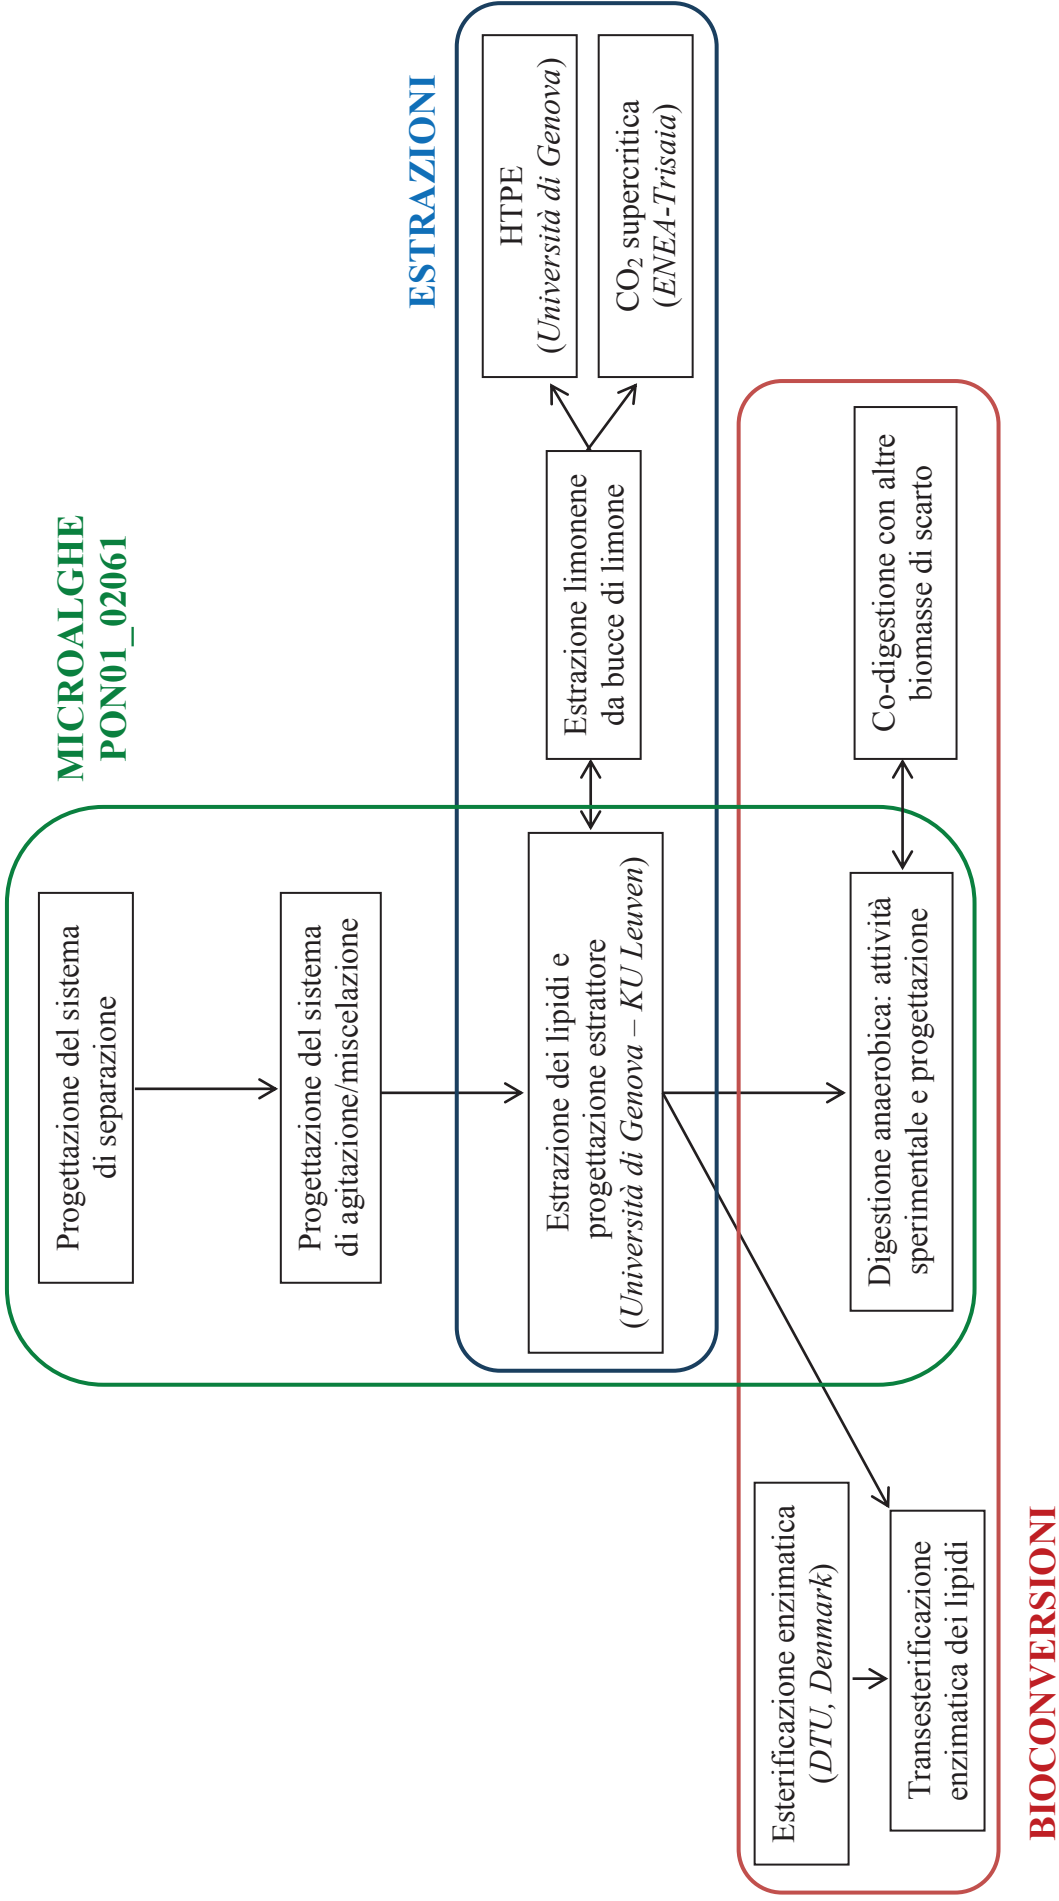 MICROALGHE
PON01_02061
Progettazione del sistema
di separazione
Progettazione del sistema
di agitazione/miscelazione
ESTRAZIONI
Estrazione dei lipidi e
progettazione estrattore
(Università di Genova – KU Leuven)
Estrazione limonene
da bucce di limone
HTPE
(Università di Genova)
CO₂ supercritica
(ENEA-Trisaia)
Esterificazione enzimatica
(DTU, Denmark)
Transesterificazione
enzimatica dei lipidi
Digestione anaerobica: attività
sperimentale e progettazione
Co-digestione con altre
biomasse di scarto
BIOCONVERSIONI